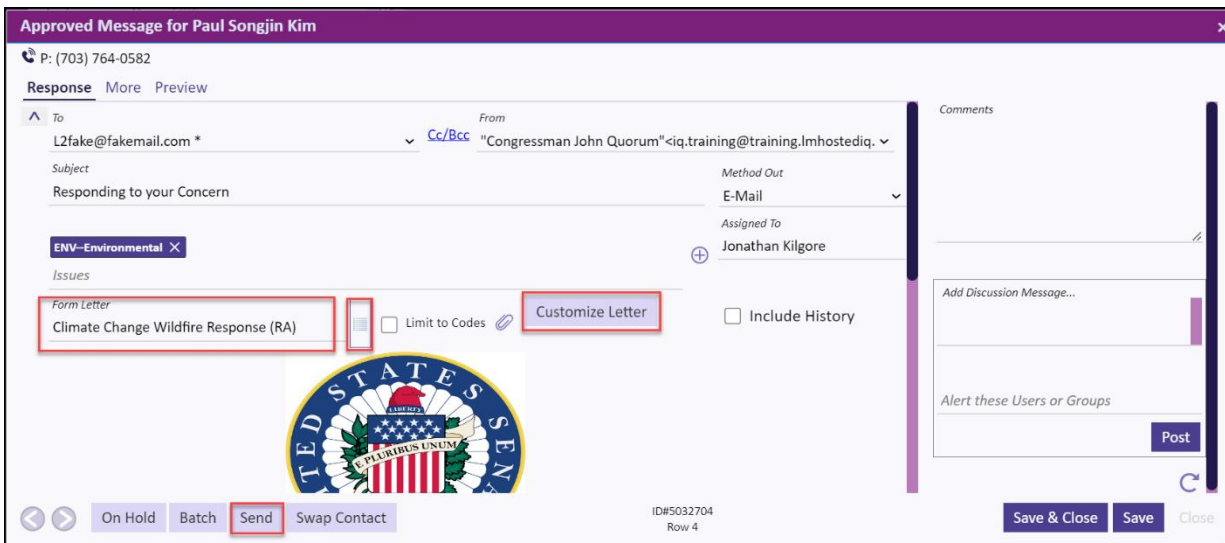 Approved Message for Paul Songjin Kim
P: (703) 764-0582
Response More Preview
To
L2fake@fakemail.com *
Cc/Bcc
From
"Congressman John Quorum"<iq.training@training.lmhostediq.
Subject
Responding to your Concern
Method Out
E-Mail
Assigned To
Jonathan Kilgore
ENV--Environmental X
Issues
Form Letter
Climate Change Wildfire Response (RA)
Limit to Codes
Customize Letter
Include History
Comments
Add Discussion Message...
Alert these Users or Groups
Post
UNITED STATES SENA
LIBERTY
E PLURIBUS UNUM
On Hold Batch Send Swap Contact
ID#5032704
Row 4
Save & Close Save Close